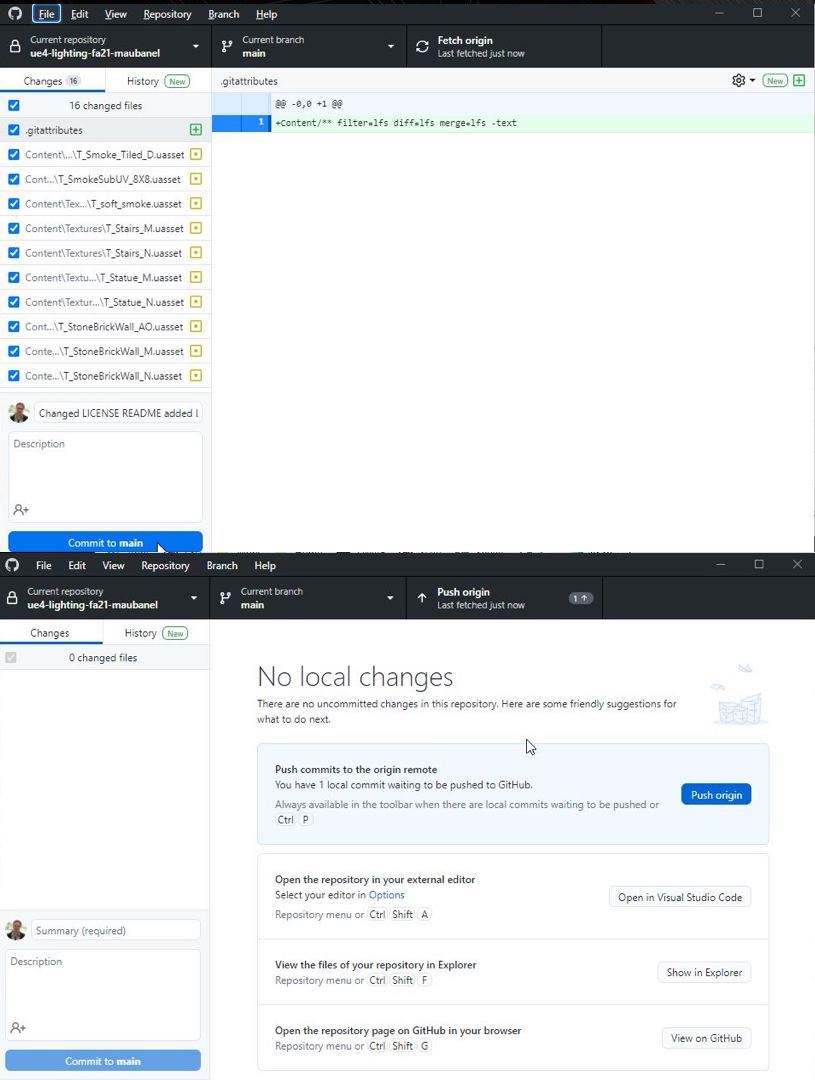 File Edit View Repository Branch Help
Current repository
ue4-lighting-fa21-maubanel
Current branch
main
Fetch origin
Last fetched just now
Changes 16
History New
.gitattributes
New
16 changed files
@@ -0,0 +1 @@
.gitattributes
1 +Content/** filter=lfs diff=lfs merge=lfs -text
Content\...\T_Smoke_Tiled_D.uasset
Cont...\T_SmokeSubUV_8X8.uasset
Content\Tex...\T_soft_smoke.uasset
Content\Textures\T_Stairs_M.uasset
Content\Textures\T_Stairs_N.uasset
Content\Textu...\T_Statue_M.uasset
Content\Textur...\T_Statue_N.uasset
Cont...\T_StoneBrickWall_AO.uasset
Conte...\T_StoneBrickWall_M.uasset
Conte...\T_StoneBrickWall_N.uasset
Changed LICENSE README added
Description
Commit to main
File Edit View Repository Branch Help
Current repository
ue4-lighting-fa21-maubanel
Current branch
main
Push origin
Last fetched just now
1
Changes
History New
0 changed files
No local changes
There are no uncommitted changes in this repository. Here are some friendly suggestions for
what to do next.
Push commits to the origin remote
You have 1 local commit waiting to be pushed to GitHub.
Always available in the toolbar when there are local commits waiting to be pushed or
Ctrl P
Push origin
Open the repository in your external editor
Select your editor in Options
Repository menu or Ctrl Shift A
Open in Visual Studio Code
View the files of your repository in Explorer
Repository menu or Ctrl Shift F
Show in Explorer
Open the repository page on GitHub in your browser
Repository menu or Ctrl Shift G
View on GitHub
Summary (required)
Description
Commit to main